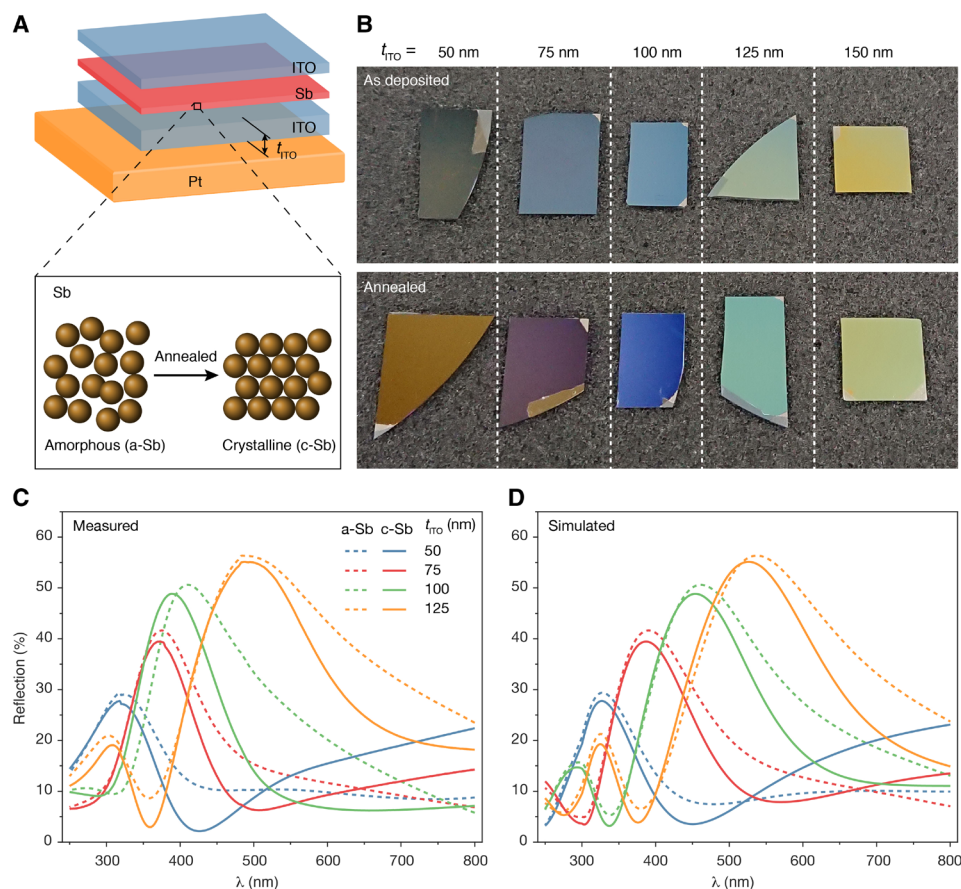 A
ITO
Sb
ITO
t_ITO
Pt
Sb
Annealed
Amorphous (a-Sb)
Crystalline (c-Sb)
B
t_ITO = 50 nm 75 nm 100 nm 125 nm 150 nm
As deposited
Annealed
C
Measured
a-Sb c-Sb t_ITO (nm)
50
75
100
125
Reflection (%)
60
50
40
30
20
10
0
300 400 500 600 700 800
λ (nm)
D
Simulated
60
50
40
30
20
10
0
300 400 500 600 700 800
λ (nm)